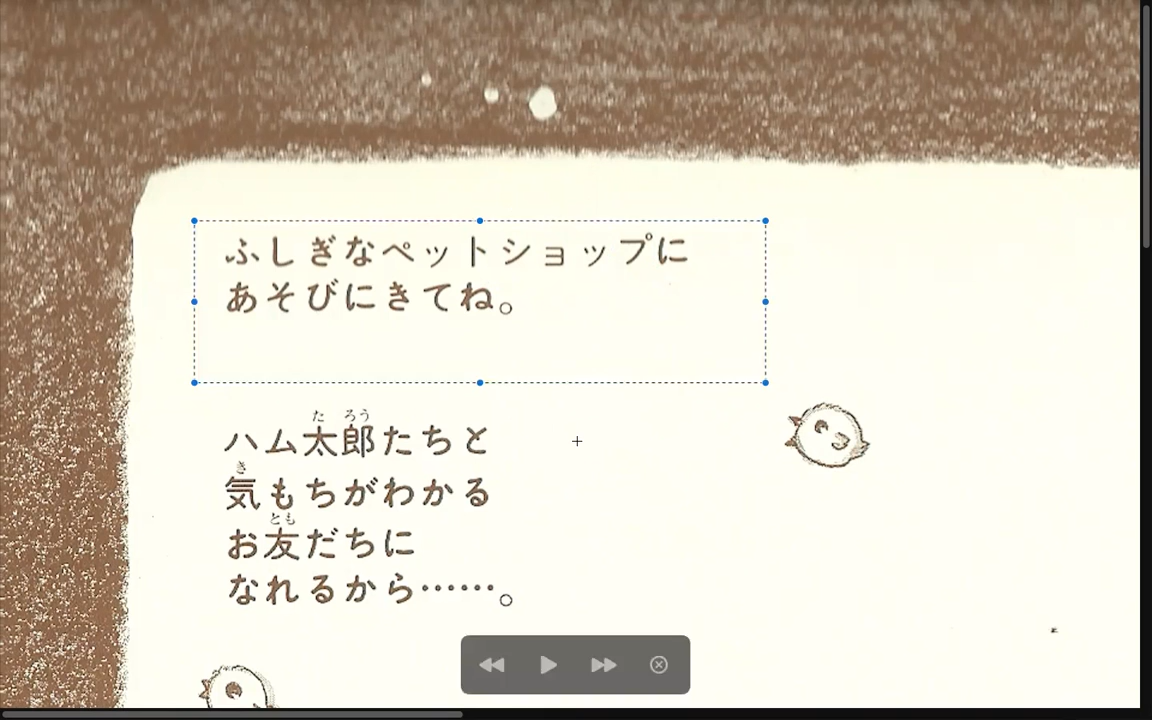 ふしぎなペットショップに
あそびにきてね。
ハム太郎たちと
気もちがわかる
お友だちに
なれるから……。